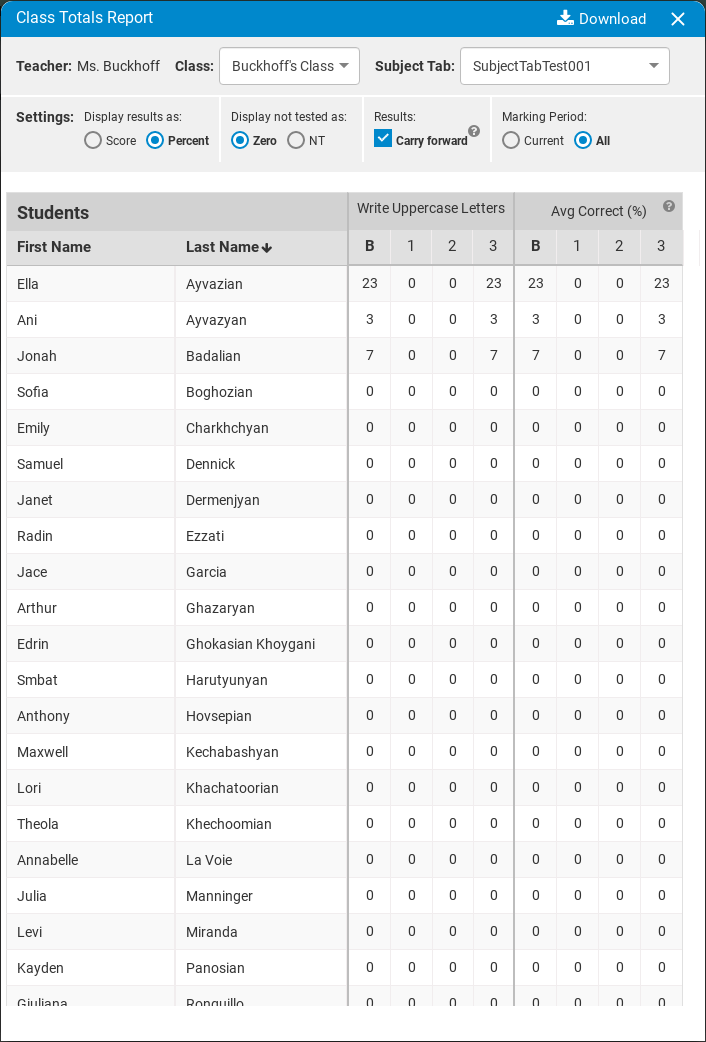 Class Totals Report Download
Teacher: Ms. Buckhoff Class: Buckhoff's Class Subject Tab: SubjectTabTest001
Settings: Display results as: Display not tested as: Results: Marking Period:
Score Percent Zero NT Carry forward ? Current All
Students Write Uppercase Letters Avg Correct (%) ?
First Name Last Name B 1 2 3 B 1 2 3
Ella Ayvazian 23 0 0 23 23 0 0 23
Ani Ayvazyan 3 0 0 3 3 0 0 3
Jonah Badalian 7 0 0 7 7 0 0 7
Sofia Boghozian 0 0 0 0 0 0 0 0
Emily Charkhchyan 0 0 0 0 0 0 0 0
Samuel Dennick 0 0 0 0 0 0 0 0
Janet Dermenjyan 0 0 0 0 0 0 0 0
Radin Ezzati 0 0 0 0 0 0 0 0
Jace Garcia 0 0 0 0 0 0 0 0
Arthur Ghazaryan 0 0 0 0 0 0 0 0
Edrin Ghokasian Khoygani 0 0 0 0 0 0 0 0
Smbat Harutyunyan 0 0 0 0 0 0 0 0
Anthony Hovsepian 0 0 0 0 0 0 0 0
Maxwell Kechabashyan 0 0 0 0 0 0 0 0
Lori Khachatoorian 0 0 0 0 0 0 0 0
Theola Khechoomian 0 0 0 0 0 0 0 0
Annabelle La Voie 0 0 0 0 0 0 0 0
Julia Manninger 0 0 0 0 0 0 0 0
Levi Miranda 0 0 0 0 0 0 0 0
Kayden Panosian 0 0 0 0 0 0 0 0
Giuliana Ronquillo 0 0 0 0 0 0 0 0